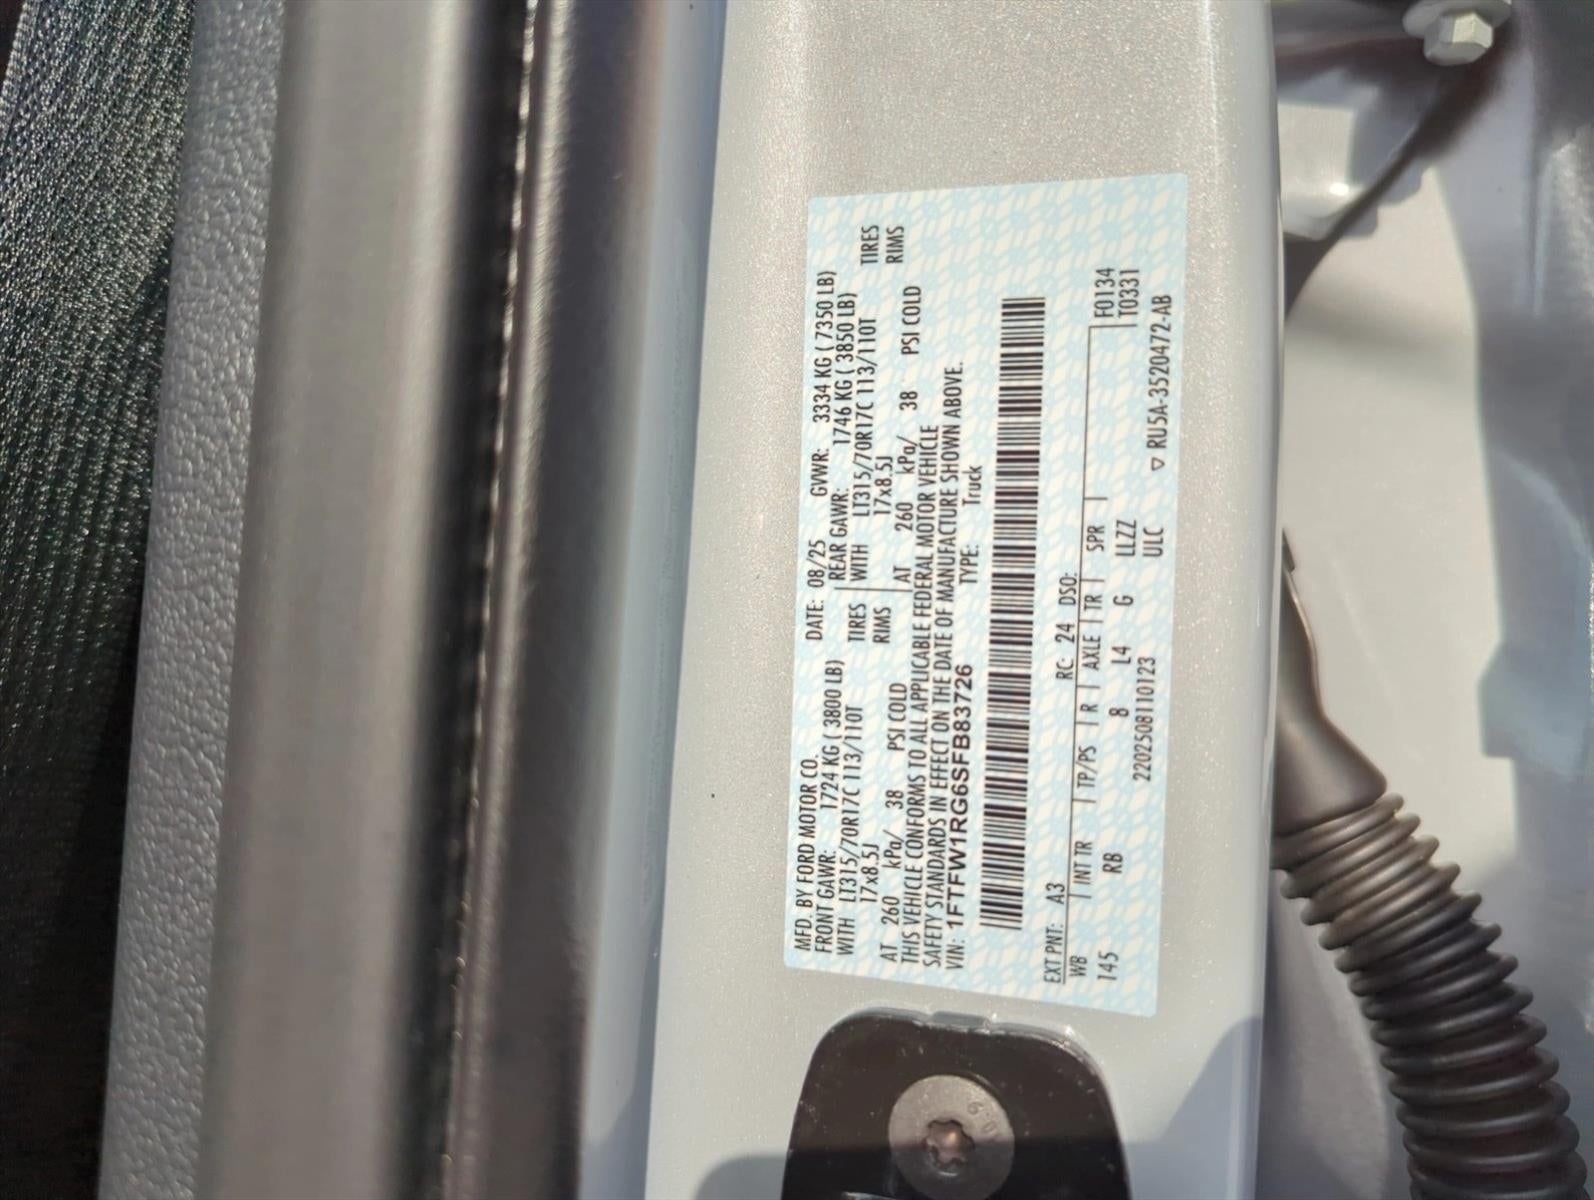 MFD. BY FORD MOTOR CO. DATE: 08/25 GVWR: 3334 KG ( 7350 LB)
FRONT GAWR: 1724 KG ( 3800 LB) REAR GAWR: 1746 KG ( 3850 LB)
WITH LT315/70R17C 113/110T TIRES WITH LT315/70R17C 113/110T TIRES
17x8.5J RIMS 17x8.5J RIMS
AT 260 kPa/ 38 PSI COLD AT 260 kPa/ 38 PSI COLD
THIS VEHICLE CONFORMS TO ALL APPLICABLE FEDERAL MOTOR VEHICLE
SAFETY STANDARDS IN EFFECT ON THE DATE OF MANUFACTURE SHOWN ABOVE.
VIN: 1FTFW1RG6SFB83726 TYPE: Truck
EXT PNT: A3 RC: 24 DSO: F0134
WB INT TR TP/PS R AXLE TR SPR T0331
145 RB 8 L4 G LLZZ
2202508110123 ULC ▽ RU5A-3520472-AB